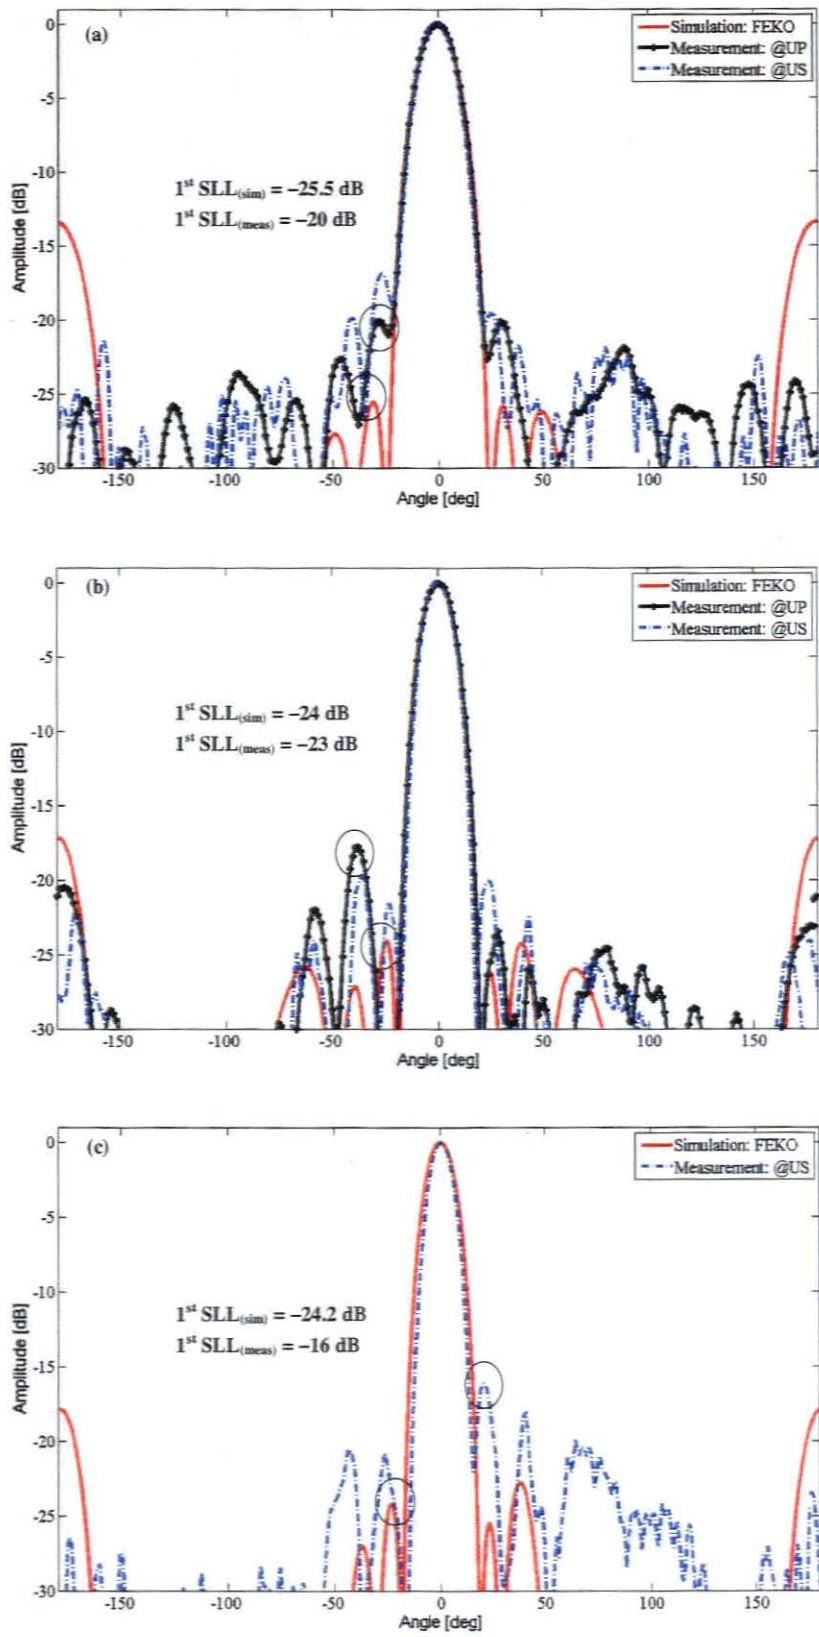 (a)
Simulation: FEKO
Measurement: @UP
Measurement: @US
1st SLL(sim) = −25.5 dB
1st SLL(meas) = −20 dB
Amplitude [dB]
0
-5
-10
-15
-20
-25
-30
-150
-100
-50
0
50
100
150
Angle [deg]
(b)
Simulation: FEKO
Measurement: @UP
Measurement: @US
1st SLL(sim) = −24 dB
1st SLL(meas) = −23 dB
Amplitude [dB]
0
-5
-10
-15
-20
-25
-30
-150
-100
-50
0
50
100
150
Angle [deg]
(c)
Simulation: FEKO
Measurement: @US
1st SLL(sim) = −24.2 dB
1st SLL(meas) = −16 dB
Amplitude [dB]
0
-5
-10
-15
-20
-25
-30
-150
-100
-50
0
50
100
150
Angle [deg]